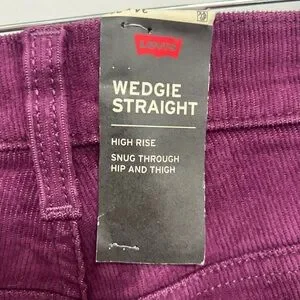 Levi's
WEDGIE
STRAIGHT
HIGH RISE
SNUG THROUGH
HIP AND THIGH